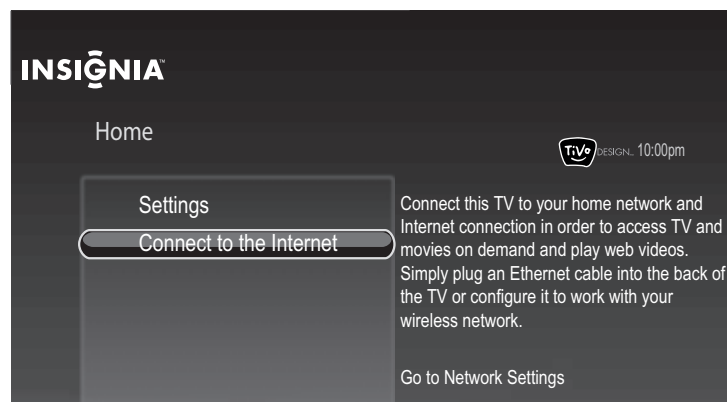 INSIGNIA™
Home
TiVo DESIGN.. 10:00pm
Settings
Connect to the Internet
Connect this TV to your home network and
Internet connection in order to access TV and
movies on demand and play web videos.
Simply plug an Ethernet cable into the back of
the TV or configure it to work with your
wireless network.
Go to Network Settings